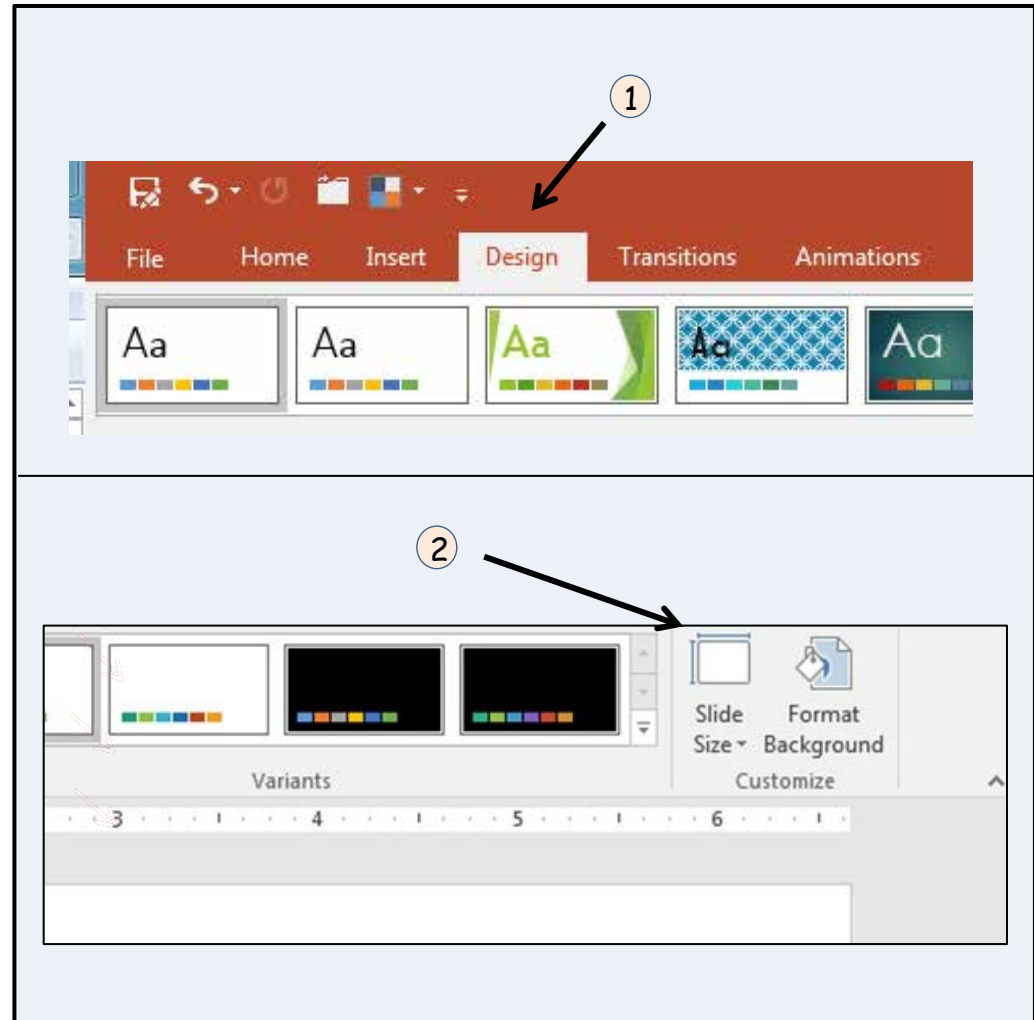 1
File Home Insert Design Transitions Animations
Aa Aa Aa Aa Aa
2
Slide Format
Size Background
Variants Customize
3 4 5 6